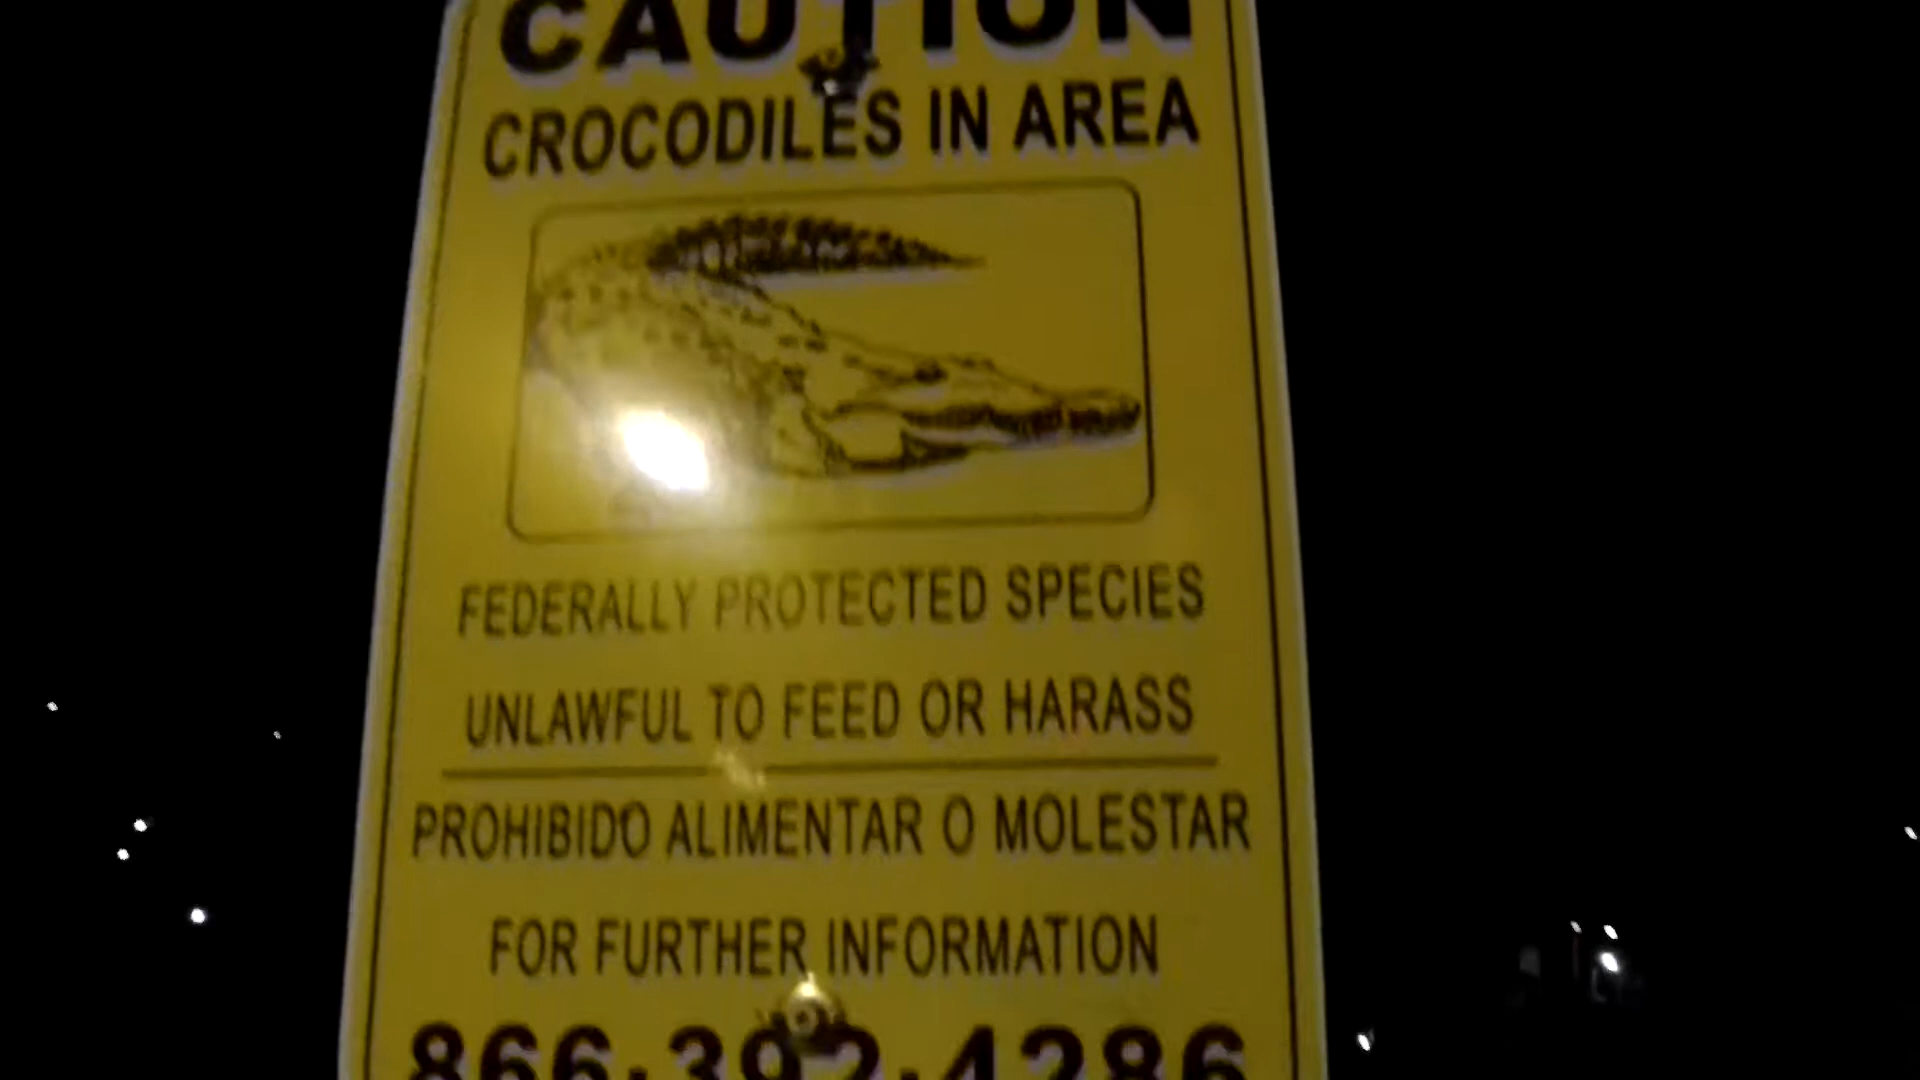 CAUTION
CROCODILES IN AREA
FEDERALLY PROTECTED SPECIES
UNLAWFUL TO FEED OR HARASS
PROHIBIDO ALIMENTAR O MOLESTAR
FOR FURTHER INFORMATION
866·392·4286